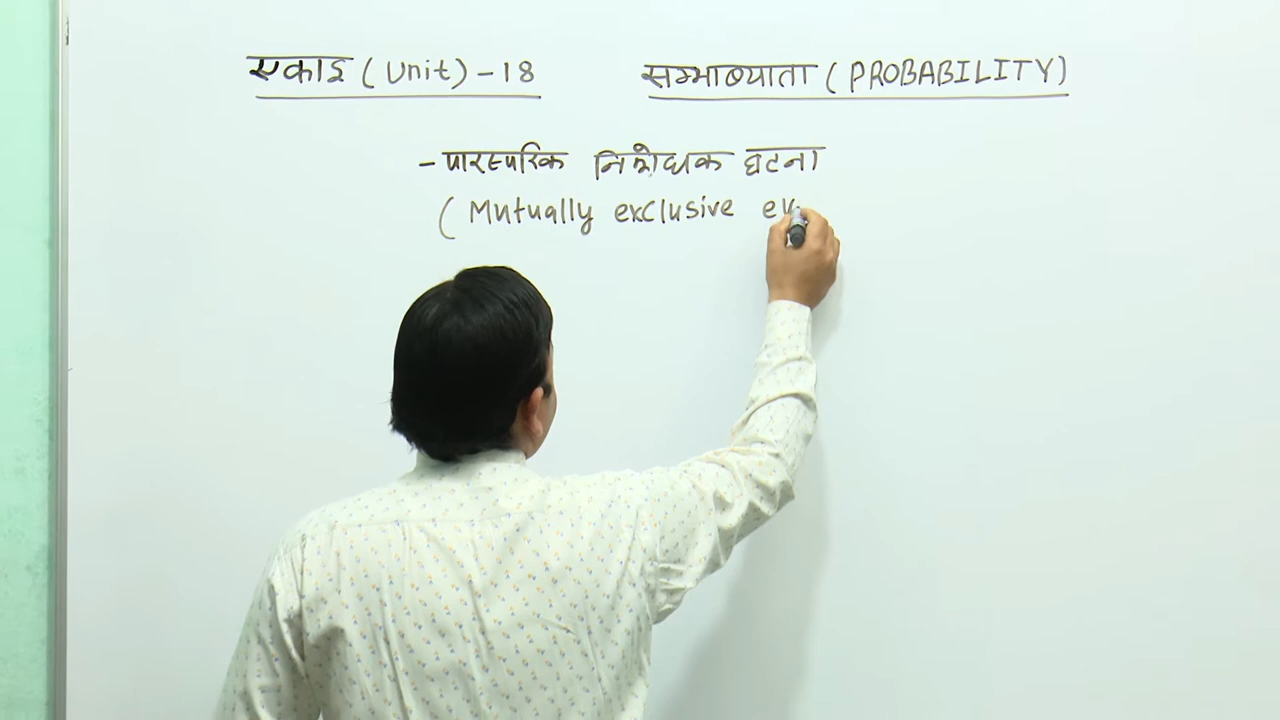 एकाइ (Unit) - 18 सम्भाव्यता (PROBABILITY)
- पारस्परिक निषेधक घटना
( Mutually exclusive ev